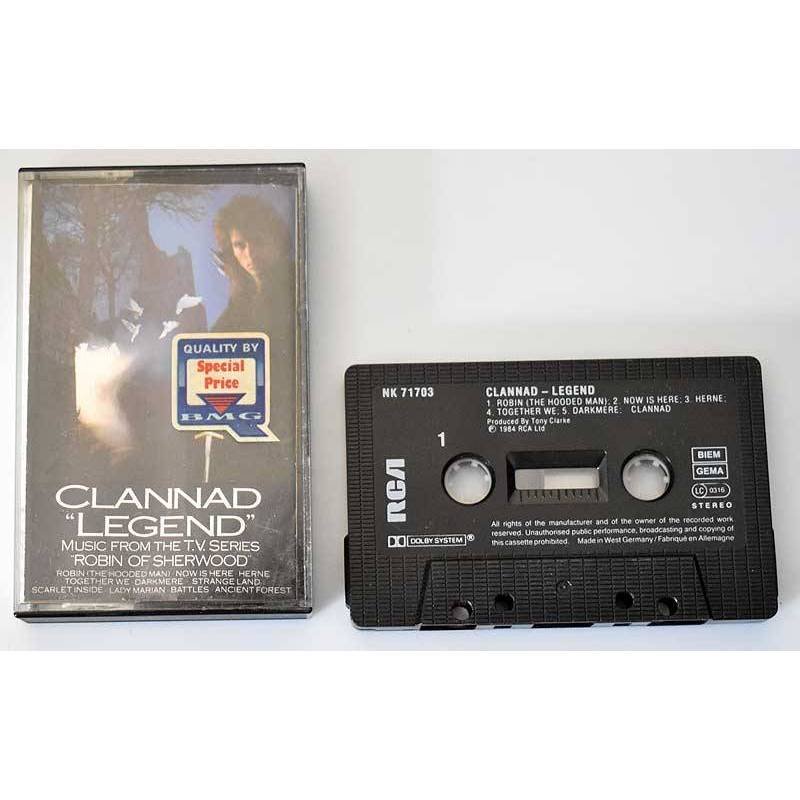 QUALITY BY
Special
Price
BMG
CLANNAD
"LEGEND"
MUSIC FROM THE T.V. SERIES
"ROBIN OF SHERWOOD"
ROBIN (THE HOODED MAN) · NOW IS HERE · HERNE
TOGETHER WE · DARKMERE · STRANGE LAND
SCARLET INSIDE · LADY MARIAN · BATTLES · ANCIENT FOREST
NK 71703
CLANNAD – LEGEND
1. ROBIN (THE HOODED MAN); 2. NOW IS HERE; 3. HERNE;
4. TOGETHER WE; 5. DARKMERE; CLANNAD
Produced By Tony Clarke
℗ 1984 RCA Ltd
1
RCA
BIEM
GEMA
LC 0316
STEREO
DOLBY SYSTEM®
All rights of the manufacturer and of the owner of the recorded work
reserved. Unauthorised public performance, broadcasting and copying of
this cassette prohibited. Made in West Germany / Fabriqué en Allemagne